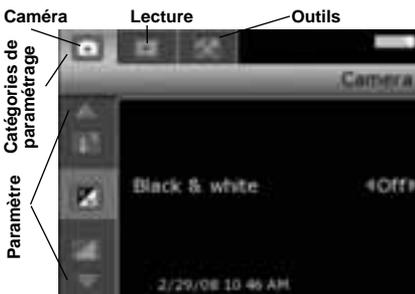 Caméra Lecture Outils
Catégories de
paramétrage
Camera
Paramètre
Black & white Off
2/29/08 10 46 AM